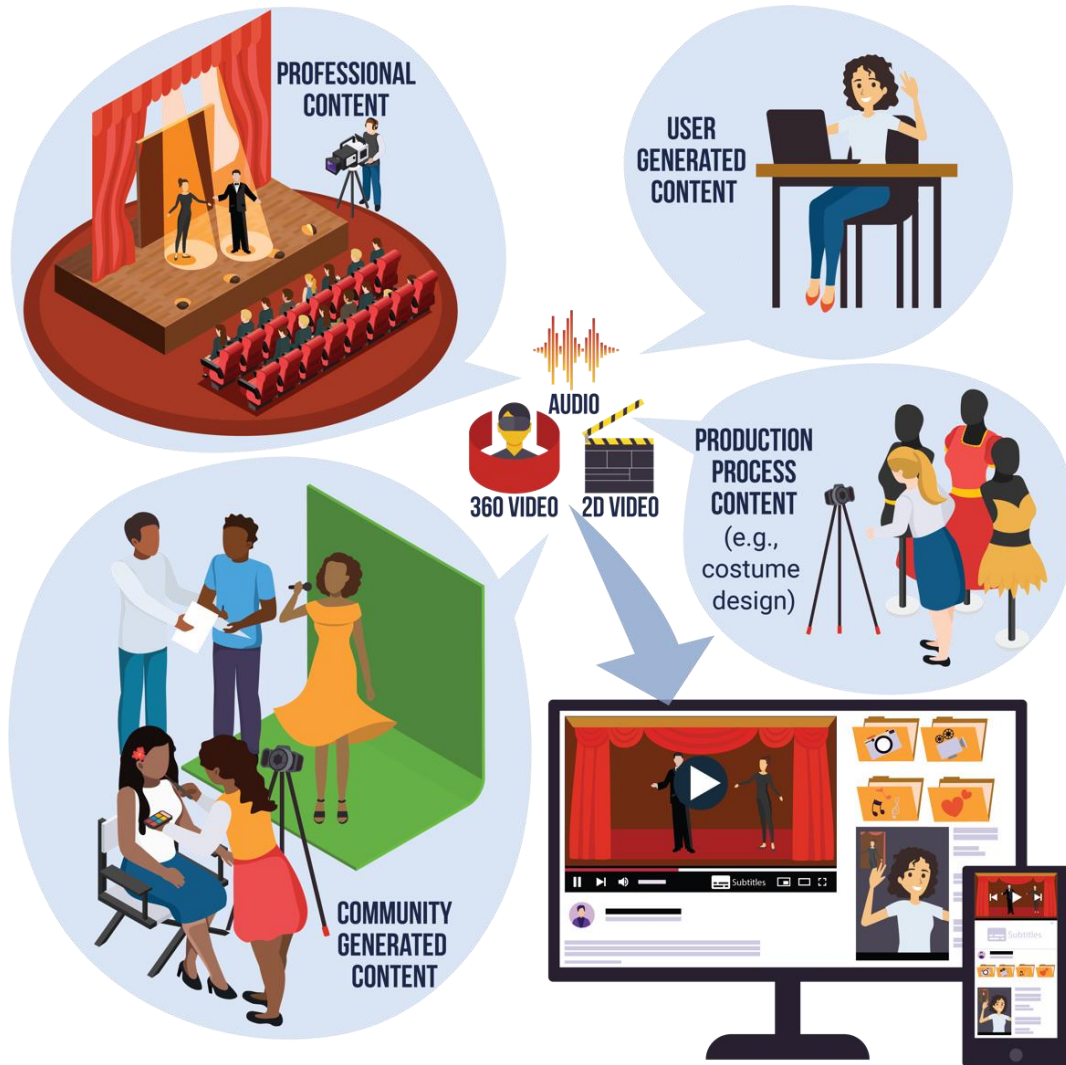 PROFESSIONAL
CONTENT
USER
GENERATED
CONTENT
AUDIO
360 VIDEO
2D VIDEO
PRODUCTION
PROCESS
CONTENT
(e.g.,
costume
design)
COMMUNITY
GENERATED
CONTENT
Subtitles
Subtitles